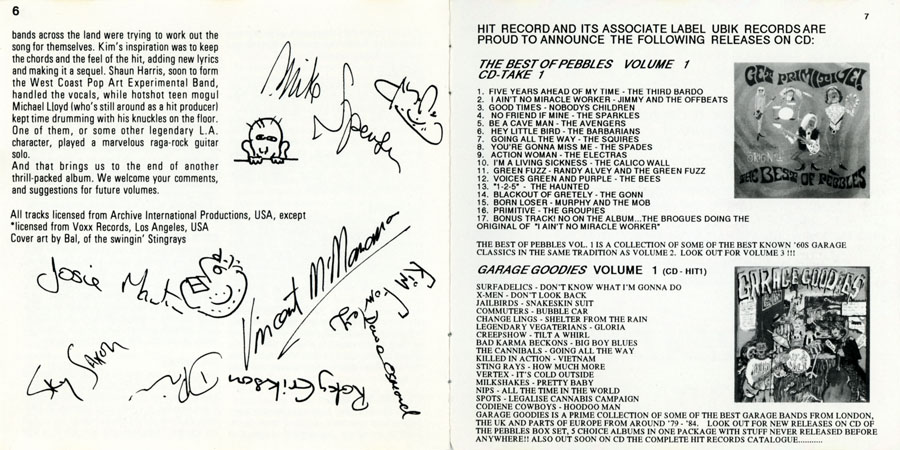 6
bands across the land were trying to work out the
song for themselves. Kim's inspiration was to keep
the chords and the feel of the hit, adding new lyrics
and making it a sequel. Shaun Harris, soon to form
the West Coast Pop Art Experimental Band,
handled the vocals, while hotshot teen mogul
Michael Lloyd (who's still around as a hit producer)
kept time drumming with his knuckles on the floor.
One of them, or some other legendary L.A.
character, played a marvelous raga-rock guitar
solo.
And that brings us to the end of another
thrill-packed album. We welcome your comments,
and suggestions for future volumes.
All tracks licensed from Archive International Productions, USA, except
*licensed from Voxx Records, Los Angeles, USA
Cover art by Bal, of the swingin' Stingrays
Mike
Spenser
Josie
Vincent McManama
Sky Saxon
Roky Erikson
7
HIT RECORD AND ITS ASSOCIATE LABEL UBIK RECORDS ARE
PROUD TO ANNOUNCE THE FOLLOWING RELEASES ON CD:
THE BEST OF PEBBLES VOLUME 1
CD-TAKE 1
1. FIVE YEARS AHEAD OF MY TIME - THE THIRD BARDO
2. I AIN'T NO MIRACLE WORKER - JIMMY AND THE OFFBEATS
3. GOOD TIMES - NOBODYS CHILDREN
4. NO FRIEND IF MINE - THE SPARKLES
5. BE A CAVE MAN - THE AVENGERS
6. HEY LITTLE BIRD - THE BARBARIANS
7. GOING ALL THE WAY - THE SQUIRES
8. YOU'RE GONNA MISS ME - THE SPADES
9. ACTION WOMAN - THE ELECTRAS
10. I'M A LIVING SICKNESS - THE CALICO WALL
11. GREEN FUZZ - RANDY ALVEY AND THE GREEN FUZZ
12. VOICES GREEN AND PURPLE - THE BEES
13. "1-2-5" - THE HAUNTED
14. BLACKOUT OF GRETELY - THE GONN
15. BORN LOSER - MURPHY AND THE MOB
16. PRIMITIVE - THE GROUPIES
17. BONUS TRACK! NO ON THE ALBUM...THE BROGUES DOING THE
ORIGINAL OF "I AIN'T NO MIRACLE WORKER"
THE BEST OF PEBBLES VOL. 1 IS A COLLECTION OF SOME OF THE BEST KNOWN '60S GARAGE
CLASSICS IN THE SAME TRADITION AS VOLUME 2. LOOK OUT FOR VOLUME 3 !!!
GET PRIMITIVE!
THE BEST OF PEBBLES
GARAGE GOODIES VOLUME 1 (CD - HIT1)
SURFADELICS - DON'T KNOW WHAT I'M GONNA DO
X-MEN - DON'T LOOK BACK
JAILBIRDS - SNAKESKIN SUIT
COMMUTERS - BUBBLE CAR
CHANGE LINGS - SHELTER FROM THE RAIN
LEGENDARY VEGATERIANS - GLORIA
CREEPSHOW - TILT A WHIRL
BAD KARMA BECKONS - BIG BOY BLUES
THE CANNIBALS - GOING ALL THE WAY
KILLED IN ACTION - VIETNAM
STING RAYS - HOW MUCH MORE
VERTEX - IT'S COLD OUTSIDE
MILKSHAKES - PRETTY BABY
NIPS - ALL THE TIME IN THE WORLD
SPOTS - LEGALISE CANNABIS CAMPAIGN
CODIENE COWBOYS - HOODOO MAN
GARAGE GOODIES IS A PRIME COLLECTION OF SOME OF THE BEST GARAGE BANDS FROM LONDON,
THE UK AND PARTS OF EUROPE FROM AROUND '79 - '84. LOOK OUT FOR NEW RELEASES ON CD OF
THE PEBBLES BOX SET, 5 CHOICE ALBUMS IN ONE PACKAGE WITH STUFF NEVER RELEASED BEFORE
ANYWHERE!! ALSO OUT SOON ON CD THE COMPLETE HIT RECORDS CATALOGUE...........
GARAGE GOODIES